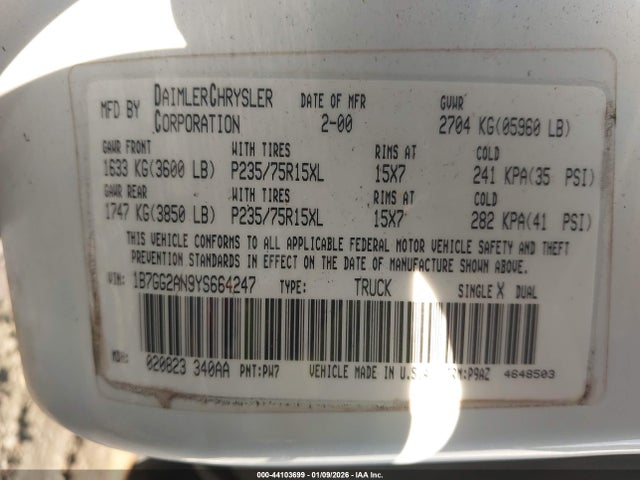 MFD BY DAIMLERCHRYSLER CORPORATION DATE OF MFR 2-00 GVWR 2704 KG(05960 LB)
GAWR FRONT WITH TIRES RIMS AT COLD
1633 KG(3600 LB) P235/75R15XL 15X7 241 KPA(35 PSI)
GAWR REAR WITH TIRES RIMS AT COLD
1747 KG(3850 LB) P235/75R15XL 15X7 282 KPA(41 PSI)
THIS VEHICLE CONFORMS TO ALL APPLICABLE FEDERAL MOTOR VEHICLE SAFETY AND THEFT
PREVENTION STANDARDS IN EFFECT ON THE DATE OF MANUFACTURE SHOWN ABOVE.
VIN: 1B7GG2AN9YS664247 TYPE: TRUCK SINGLE X DUAL
MDH: 020823 340AA PNT:PW7 VEHICLE MADE IN U.S. P9AZ 4648503
000-44103699 - 01/09/2026 - IAA Inc.